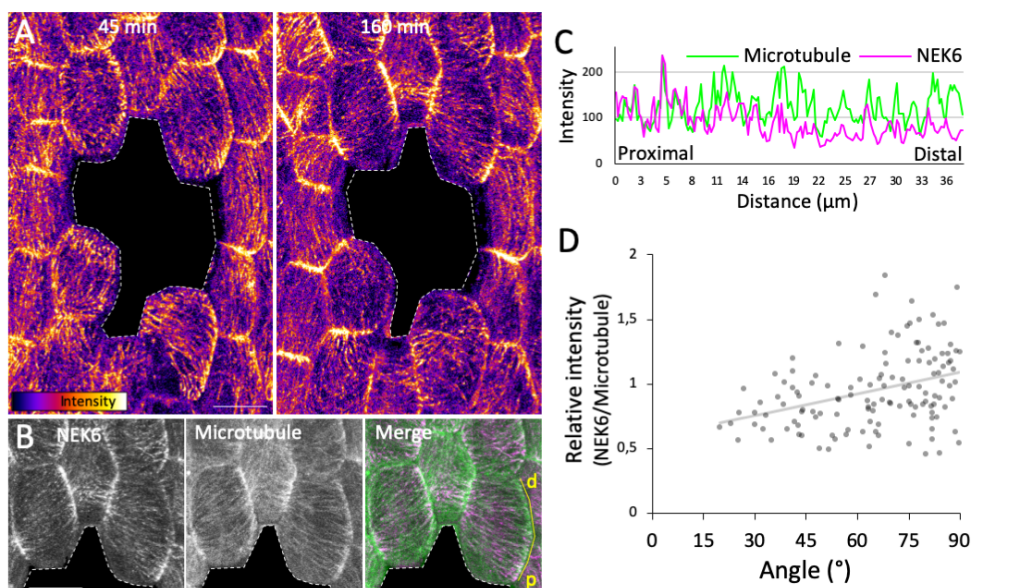 A
45 min
160 min
Intensity
B
NEK6
Microtubule
Merge
d
p
C
Microtubule
NEK6
Intensity
200
100
0
Proximal
Distal
0 3 5 8 11 14 16 19 22 25 27 30 33 36
Distance (µm)
D
Relative intensity
(NEK6/Microtubule)
2
1,5
1
0,5
0
0 15 30 45 60 75 90
Angle (°)